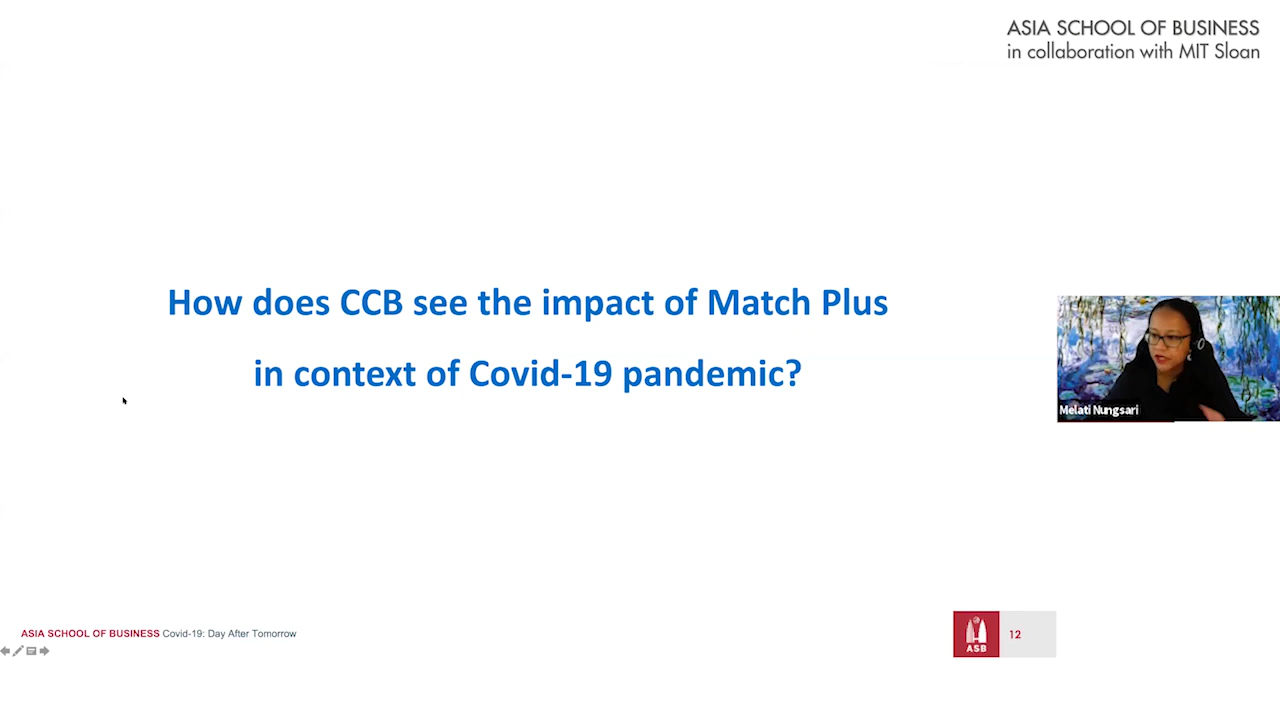 ASIA SCHOOL OF BUSINESS
in collaboration with MIT Sloan
How does CCB see the impact of Match Plus
in context of Covid-19 pandemic?
Melati Nungsari
ASIA SCHOOL OF BUSINESS Covid-19: Day After Tomorrow
ASB
12